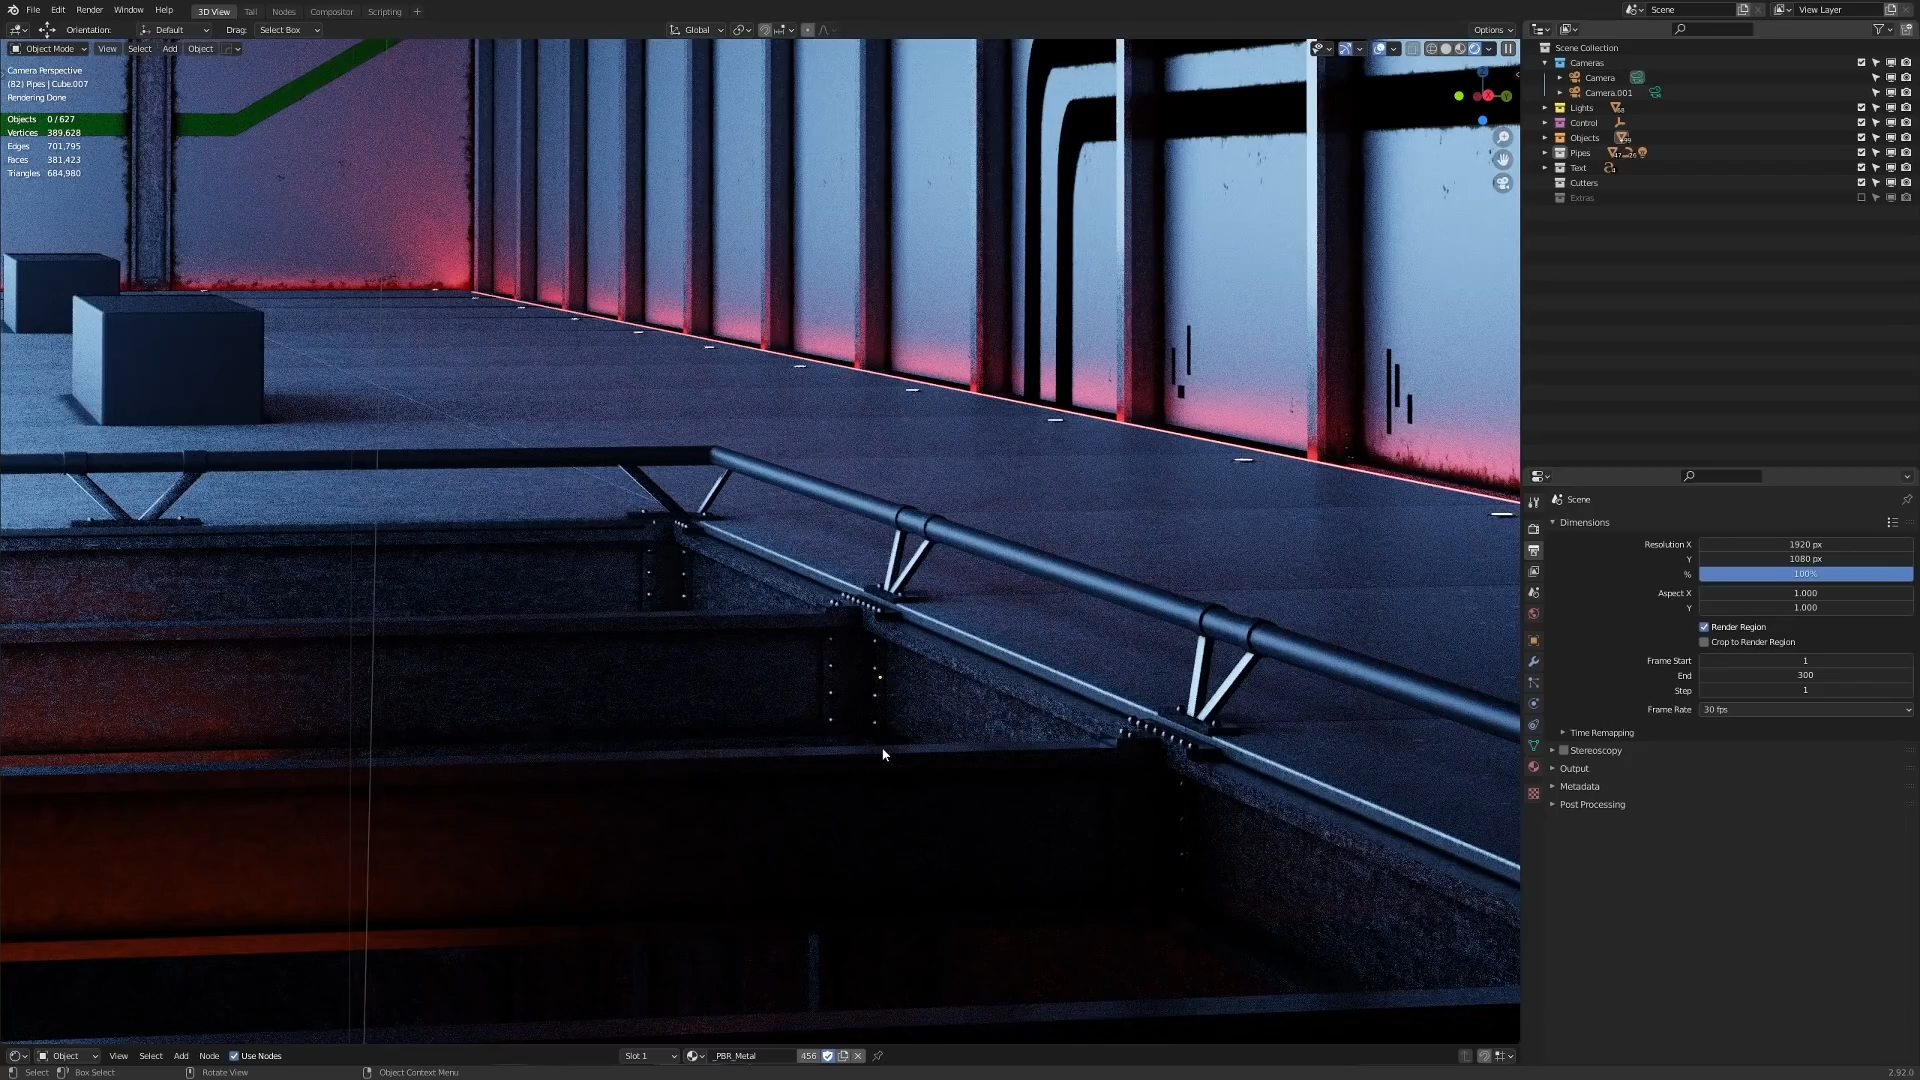 File Edit Render Window Help 3D View Tall Nodes Compositor Scripting + Scene View Layer
Orientation: Default Drag: Select Box Global Options
Object Mode View Select Add Object
Camera Perspective
(82) Pipes | Cube.007
Rendering Done
Objects 0 / 627
Vertices 389,628
Edges 701,795
Faces 381,423
Triangles 684,980
Scene Collection
Cameras
Camera
Camera.001
Lights
Control
Objects
Pipes
Text
Cutters
Extras
Scene
Dimensions
Resolution X 1920 px
Y 1080 px
% 100%
Aspect X 1.000
Y 1.000
Render Region
Crop to Render Region
Frame Start 1
End 300
Step 1
Frame Rate 30 fps
Time Remapping
Stereoscopy
Output
Metadata
Post Processing
Object View Select Add Node Use Nodes Slot 1 _PBR_Metal 456
Select Box Select Rotate View Object Context Menu 2.92.0